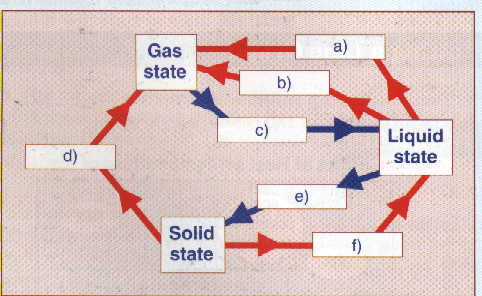 a)
Gas
state
b)
c)
Liquid
state
d)
e)
Solid
state
f)